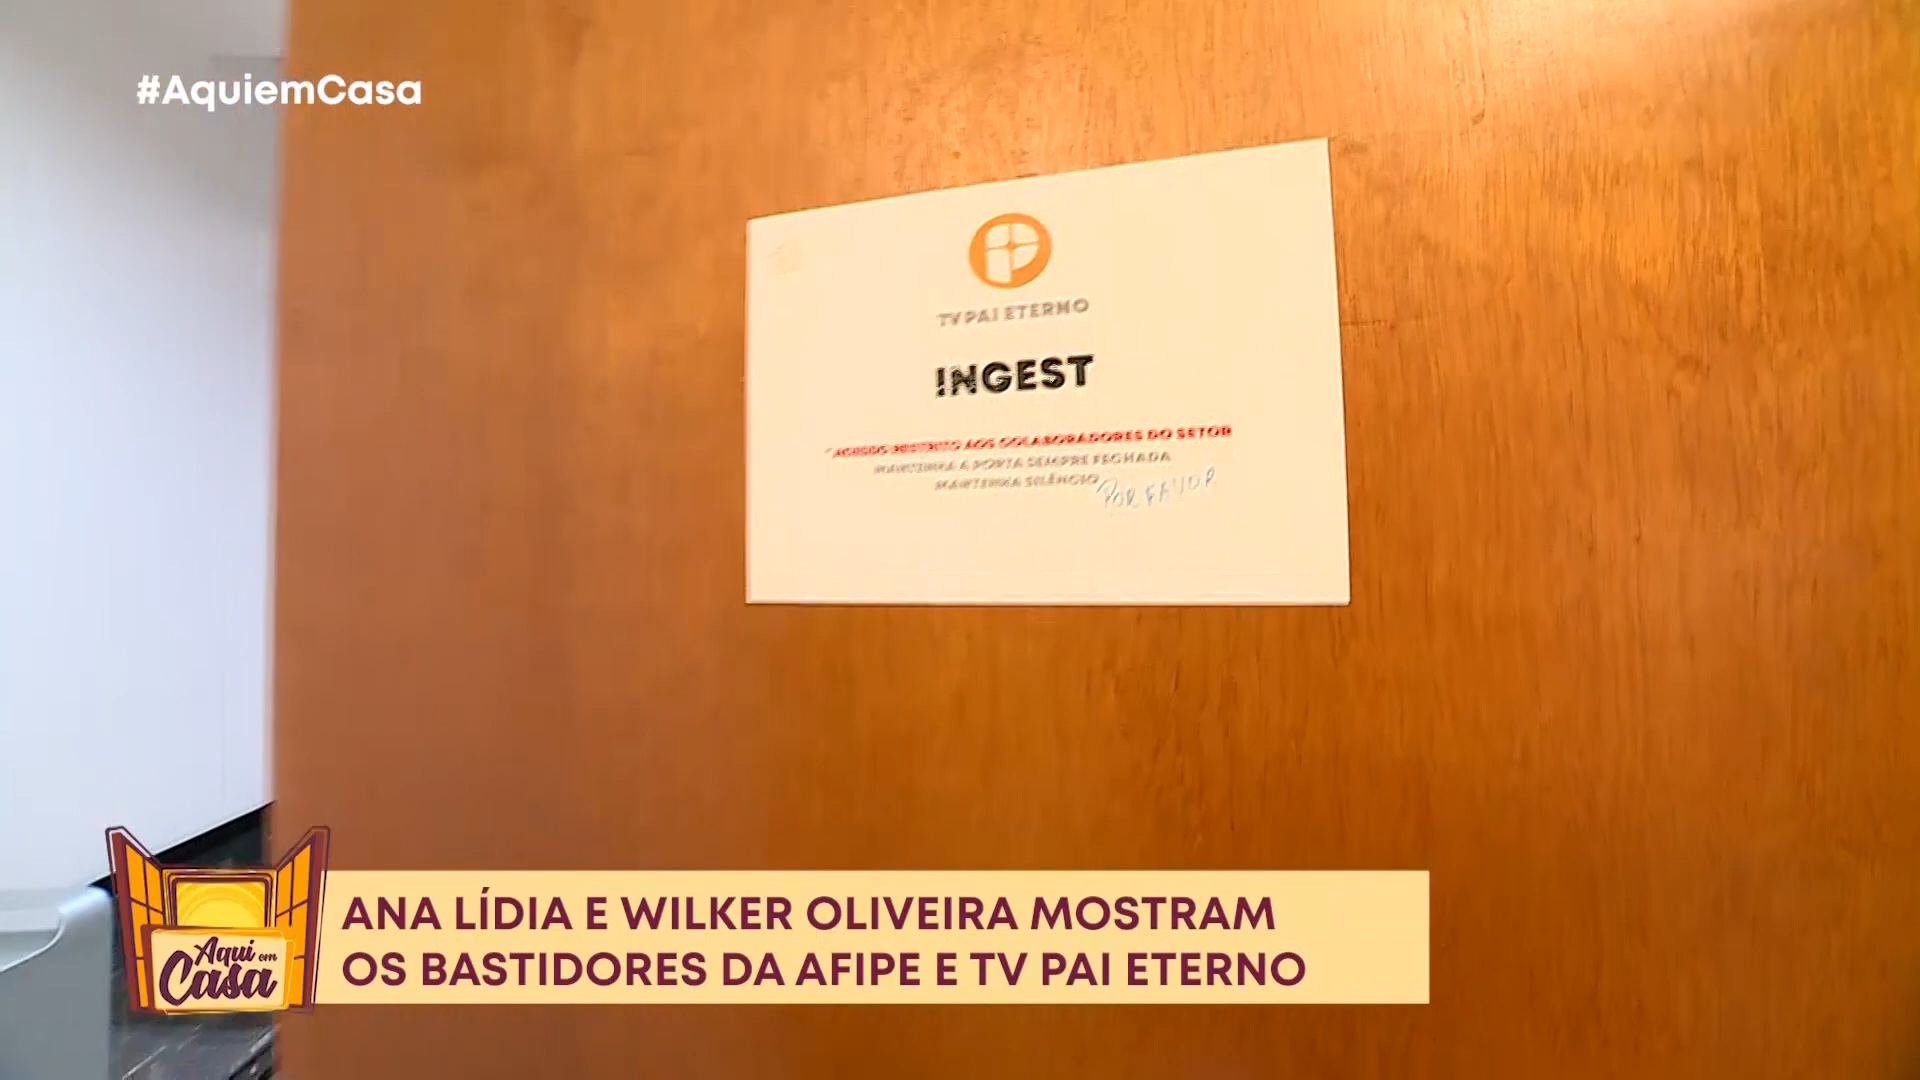 #AquiemCasa
TV PAI ETERNO
INGEST
*ACESSO RESTRITO AOS COLABORADORES DO SETOR
MANTENHA A PORTA SEMPRE FECHADA
MANTENHA SILÊNCIO POR FAVOR
Aqui em
Casa
ANA LÍDIA E WILKER OLIVEIRA MOSTRAM
OS BASTIDORES DA AFIPE E TV PAI ETERNO